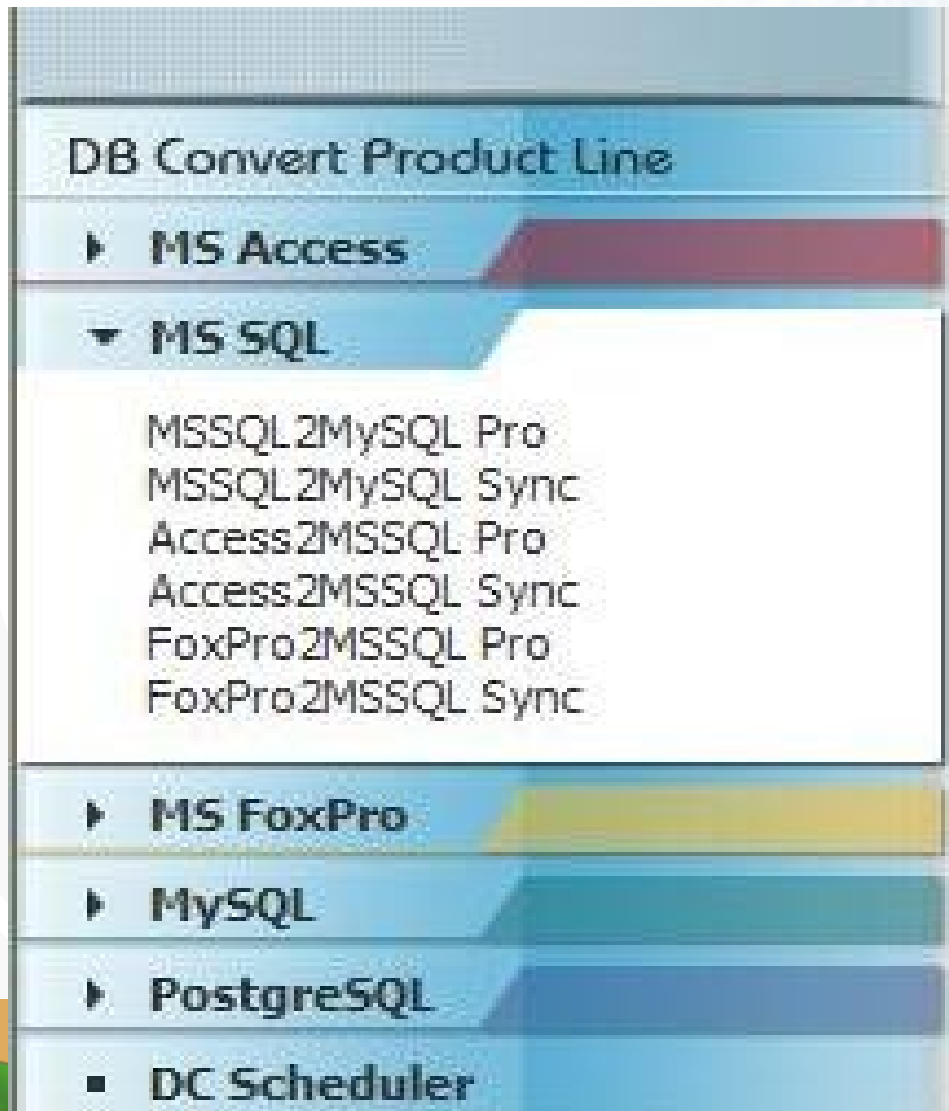 DB Convert Product Line
MS Access
MS SQL
MSSQL2MySQL Pro
MSSQL2MySQL Sync
Access2MSSQL Pro
Access2MSSQL Sync
FoxPro2MSSQL Pro
FoxPro2MSSQL Sync
MS FoxPro
MySQL
PostgreSQL
DC Scheduler